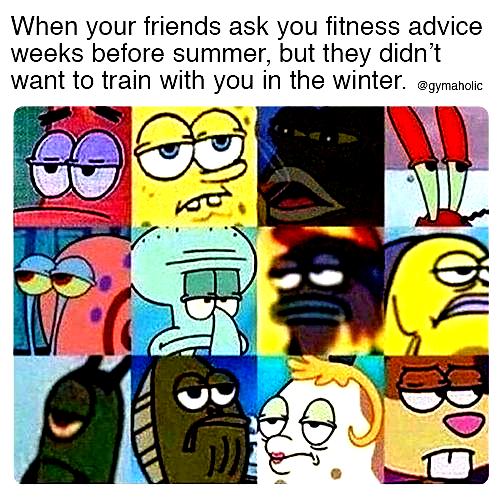 When your friends ask you fitness advice
weeks before summer, but they didn’t
want to train with you in the winter. @gymaholic